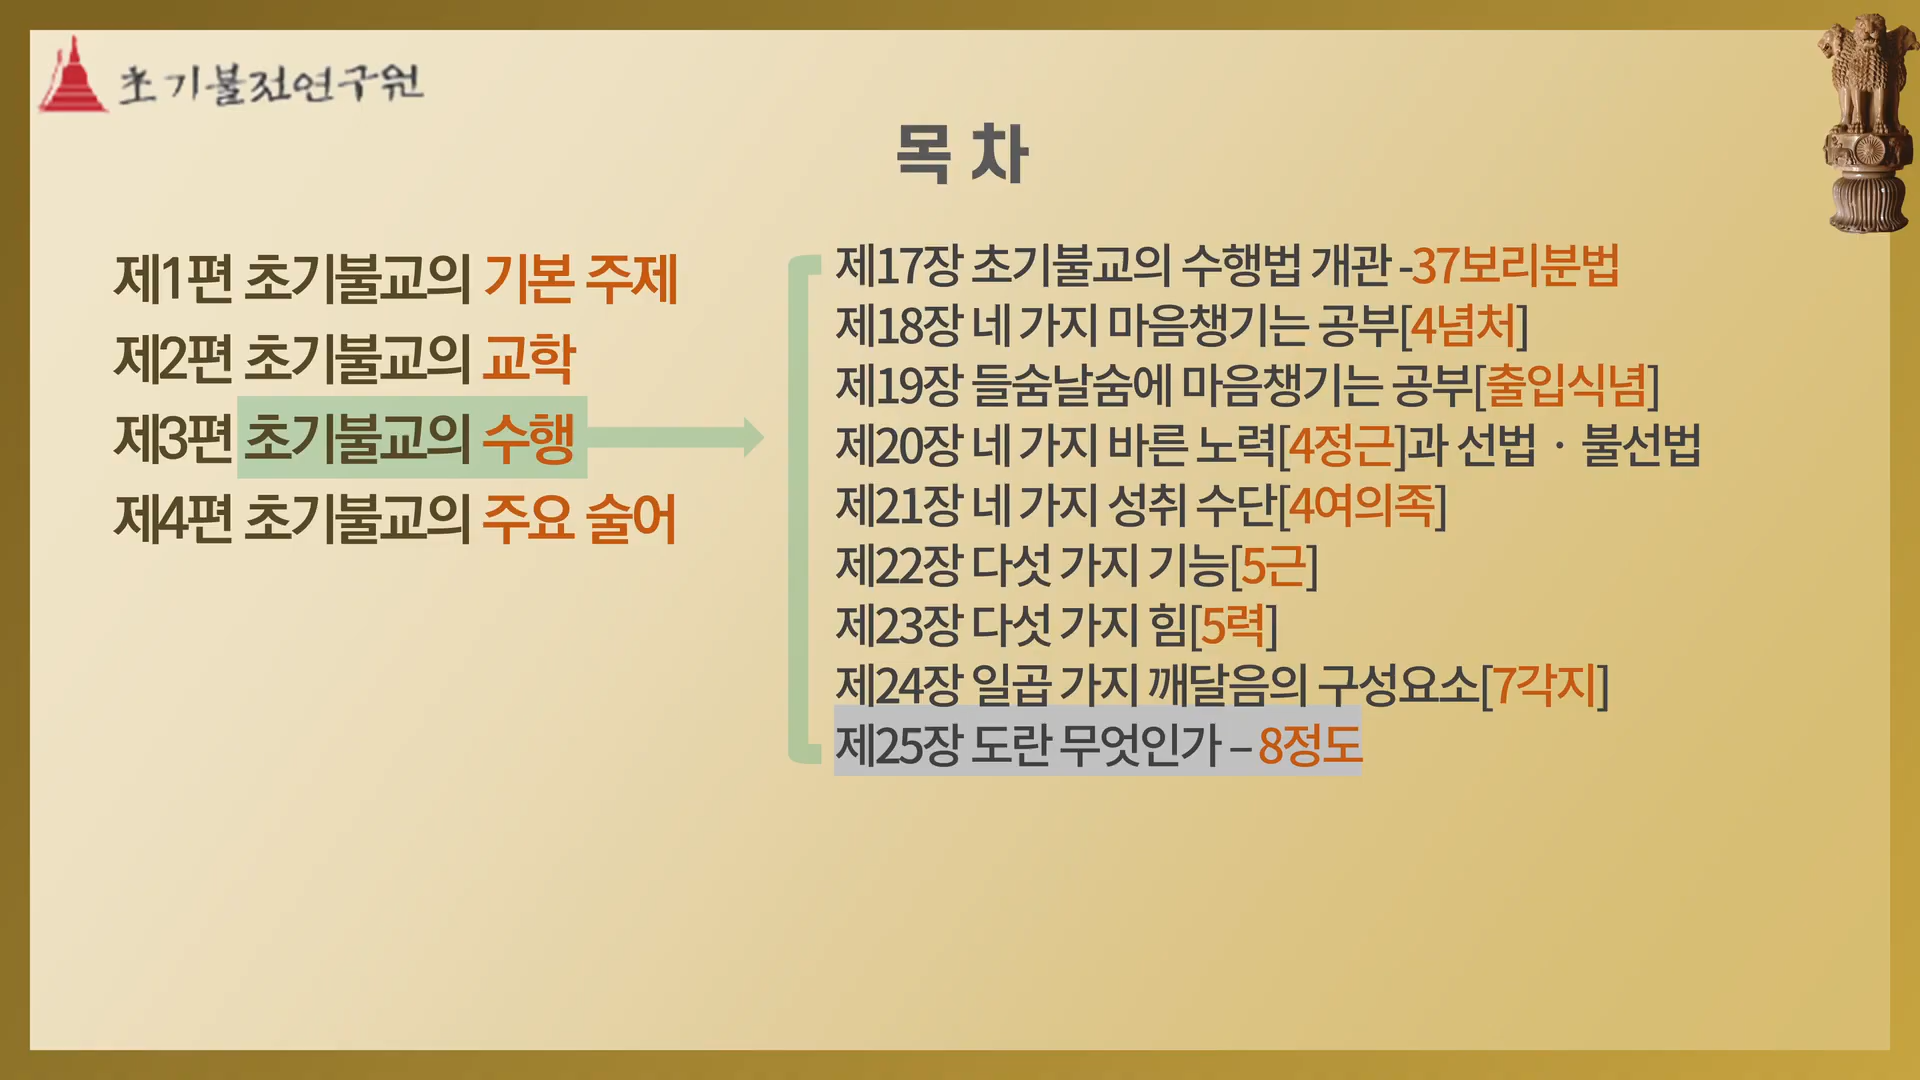 초기불전연구원
목 차
제1편 초기불교의 기본 주제
제2편 초기불교의 교학
제3편 초기불교의 수행
제4편 초기불교의 주요 술어
제17장 초기불교의 수행법 개관 -37보리분법
제18장 네 가지 마음챙기는 공부[4념처]
제19장 들숨날숨에 마음챙기는 공부[출입식념]
제20장 네 가지 바른 노력[4정근]과 선법 · 불선법
제21장 네 가지 성취 수단[4여의족]
제22장 다섯 가지 기능[5근]
제23장 다섯 가지 힘[5력]
제24장 일곱 가지 깨달음의 구성요소[7각지]
제25장 도란 무엇인가 – 8정도